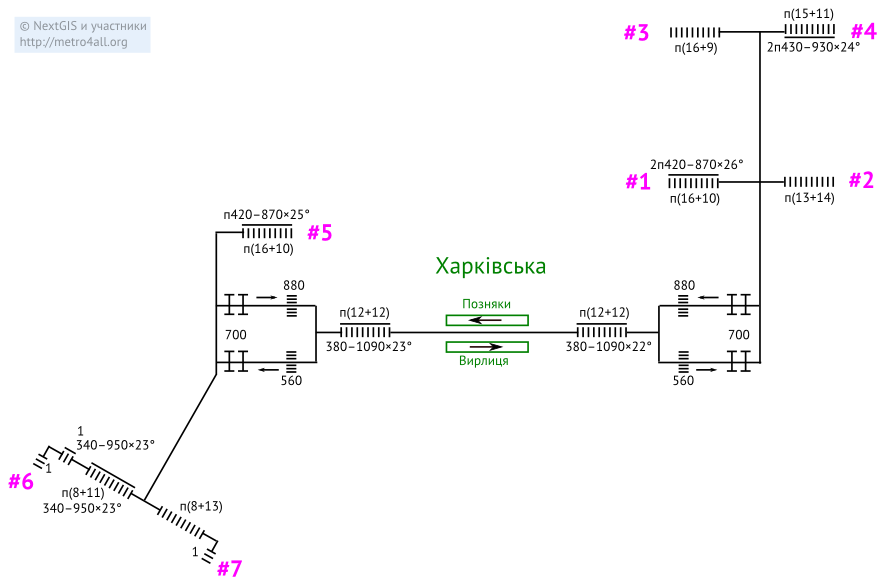 © NextGIS и участники
http://metro4all.org
#3
п(16+9)
п(15+11)
2п430–930×24°
#4
2п420–870×26°
#1
п(16+10)
п(13+14)
#2
п420–870×25°
п(16+10)
#5
Харківська
880
700
560
п(12+12)
380–1090×23°
Позняки
Вирлиця
п(12+12)
380–1090×22°
880
700
560
1
340–950×23°
1
#6
п(8+11)
340–950×23°
п(8+13)
1
#7